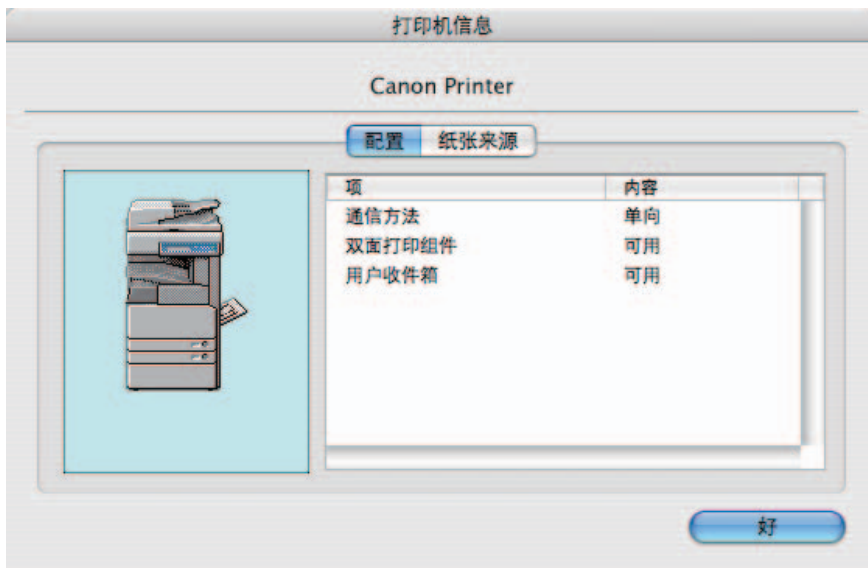 打印机信息
Canon Printer
配置 纸张来源
项 内容
通信方法 单向
双面打印组件 可用
用户收件箱 可用
好